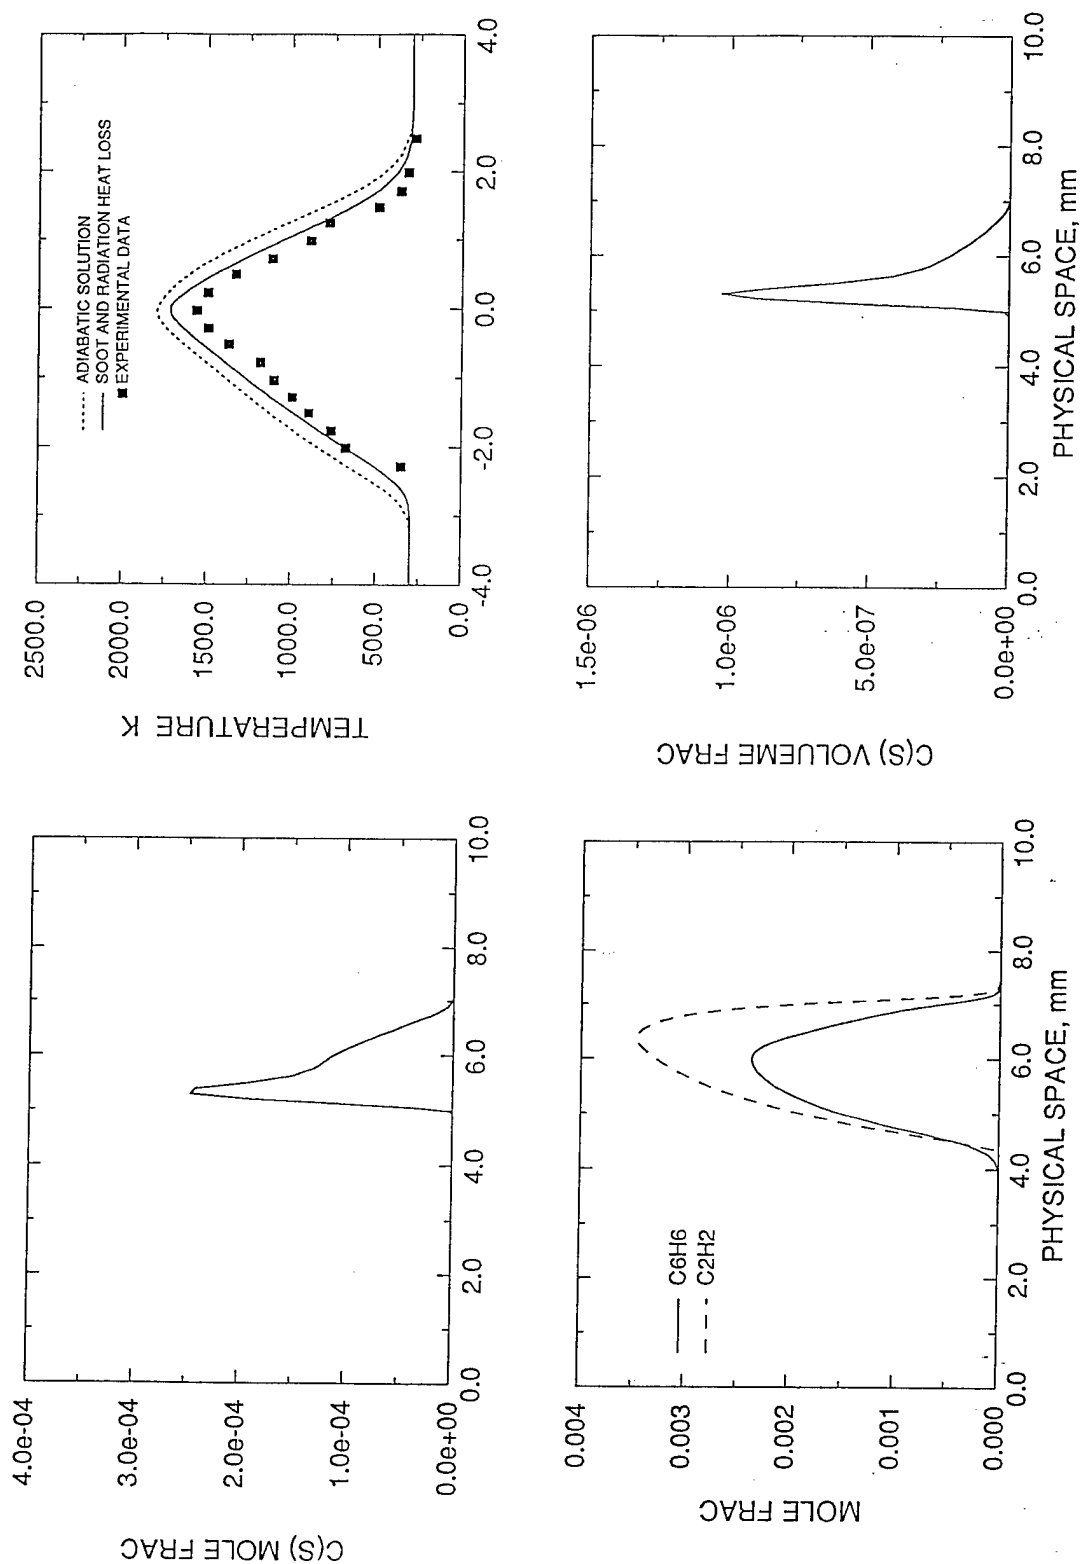 4.0e-04
3.0e-04
2.0e-04
1.0e-04
0.0e+00
C(S) MOLE FRAC
0.0
2.0
4.0
6.0
8.0
10.0
2500.0
2000.0
1500.0
1000.0
500.0
0.0
TEMPERATURE K
ADIABATIC SOLUTION
SOOT AND RADIATION HEAT LOSS
EXPERIMENTAL DATA
-4.0
-2.0
0.0
2.0
4.0
0.004
0.003
0.002
0.001
0.000
MOLE FRAC
C6H6
C2H2
0.0
2.0
4.0
6.0
8.0
10.0
PHYSICAL SPACE, mm
1.5e-06
1.0e-06
5.0e-07
0.0e+00
C(S) VOLUEME FRAC
0.0
2.0
4.0
6.0
8.0
10.0
PHYSICAL SPACE, mm